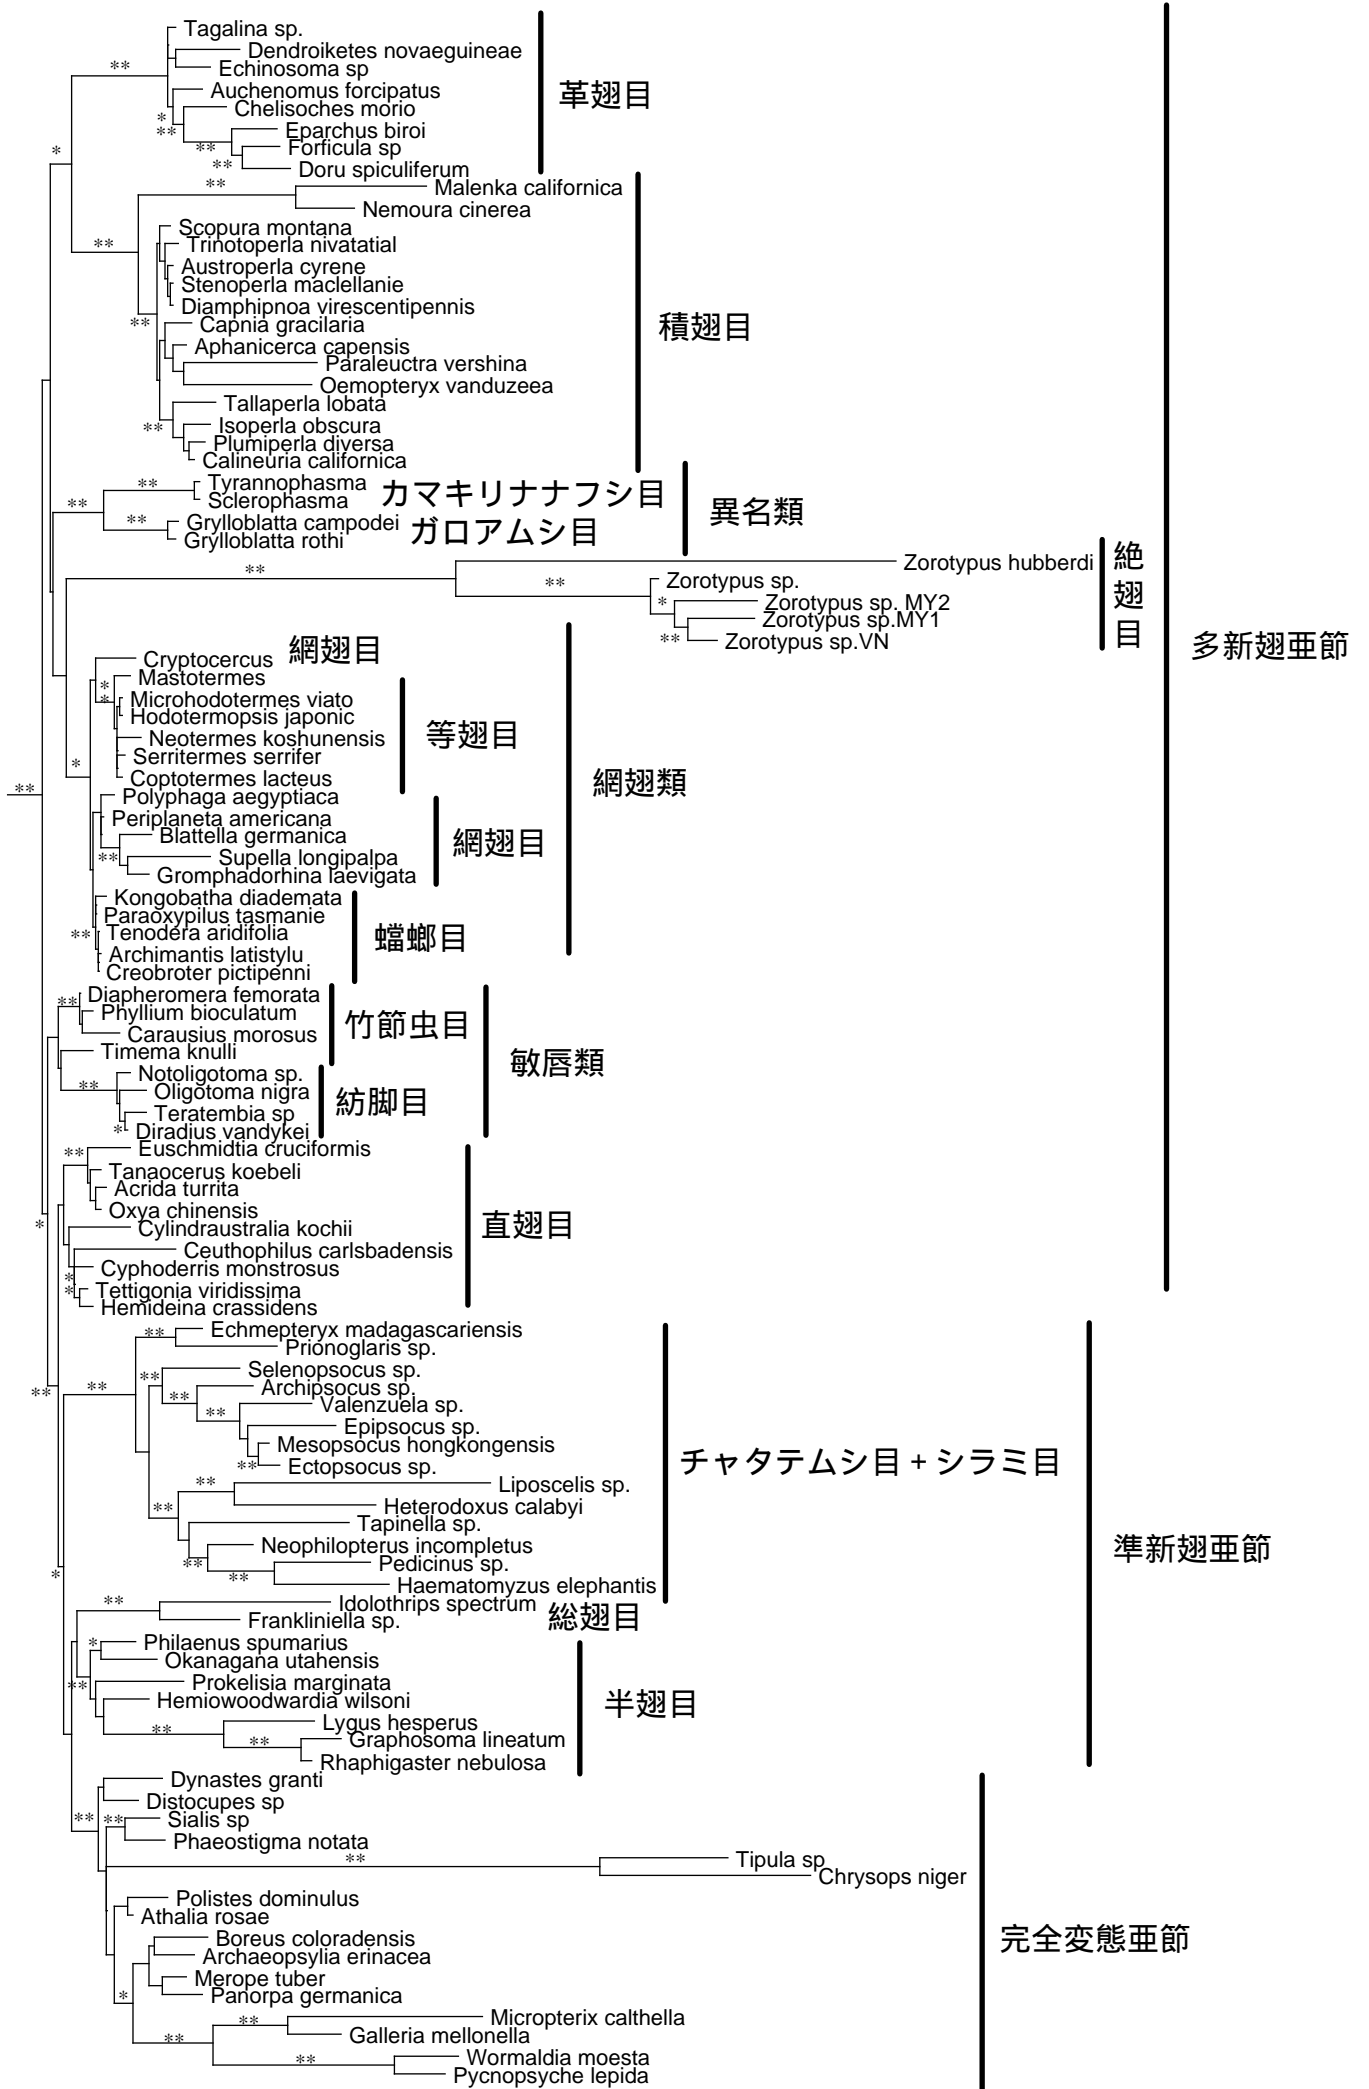 Tagalina sp.
Dendroiketes novaeguineae
Echinosoma sp
Auchenomus forcipatus
Chelisoches morio
Eparchus biroi
Forficula sp
Doru spiculiferum
革翅目
Malenka californica
Nemoura cinerea
Scopura montana
Trinotoperla nivatatial
Austroperla cyrene
Stenoperla maclellanie
Diamphipnoa virescentipennis
Capnia gracilaria
Aphanicerca capensis
Paraleuctra vershina
Oemopteryx vanduzeea
Tallaperla lobata
Isoperla obscura
Plumiperla diversa
Calineuria californica
積翅目
Tyrannophasma
Sclerophasma
カマキリナナフシ目
Grylloblatta campodei
Grylloblatta rothi
ガロアムシ目
異名類
Zorotypus hubberdi
Zorotypus sp.
Zorotypus sp. MY2
Zorotypus sp.MY1
Zorotypus sp.VN
絶翅目
多新翅亜節
Cryptocercus
網翅目
Mastotermes
Microhodotermes viato
Hodotermopsis japonic
Neotermes koshunensis
Serritermes serrifer
Coptotermes lacteus
等翅目
Polyphaga aegyptiaca
Periplaneta americana
Blattella germanica
Supella longipalpa
Gromphadorhina laevigata
網翅目
網翅類
Kongobatha diademata
Paraoxypilus tasmanie
Tenodera aridifolia
Archimantis latistylu
Creobroter pictipenni
蟷螂目
Diapheromera femorata
Phyllium bioculatum
Carausius morosus
Timema knulli
竹節虫目
Notoligotoma sp.
Oligotoma nigra
Teratembia sp
Diradius vandykei
紡脚目
敏唇類
Euschmidtia cruciformis
Tanaocerus koebeli
Acrida turrita
Oxya chinensis
Cylindraustralia kochii
Ceuthophilus carlsbadensis
Cyphoderris monstrosus
Tettigonia viridissima
Hemideina crassidens
直翅目
Echmepteryx madagascariensis
Prionoglaris sp.
Selenopsocus sp.
Archipsocus sp.
Valenzuela sp.
Epipsocus sp.
Mesopsocus hongkongensis
Ectopsocus sp.
Liposcelis sp.
Heterodoxus calabyi
Tapinella sp.
Neophilopterus incompletus
Pedicinus sp.
Haematomyzus elephantis
チャタテムシ目 + シラミ目
Idolothrips spectrum
Frankliniella sp.
総翅目
Philaenus spumarius
Okanagana utahensis
Prokelisia marginata
Hemiowoodwardia wilsoni
Lygus hesperus
Graphosoma lineatum
Rhaphigaster nebulosa
半翅目
準新翅亜節
Dynastes granti
Distocupes sp
Sialis sp
Phaeostigma notata
Tipula sp
Chrysops niger
Polistes dominulus
Athalia rosae
Boreus coloradensis
Archaeopsylia erinacea
Merope tuber
Panorpa germanica
Micropterix calthella
Galleria mellonella
Wormaldia moesta
Pycnopsyche lepida
完全変態亜節